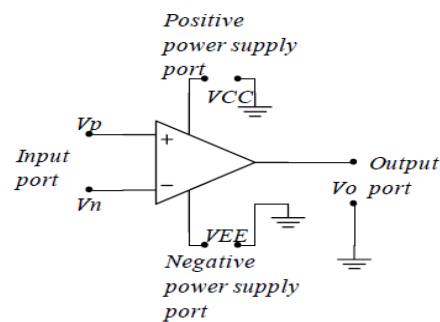 Positive
power supply
port
VCC
Vp
+
Input
port
Output
port
−
Vn
Vo
VEE
Negative
power supply
port